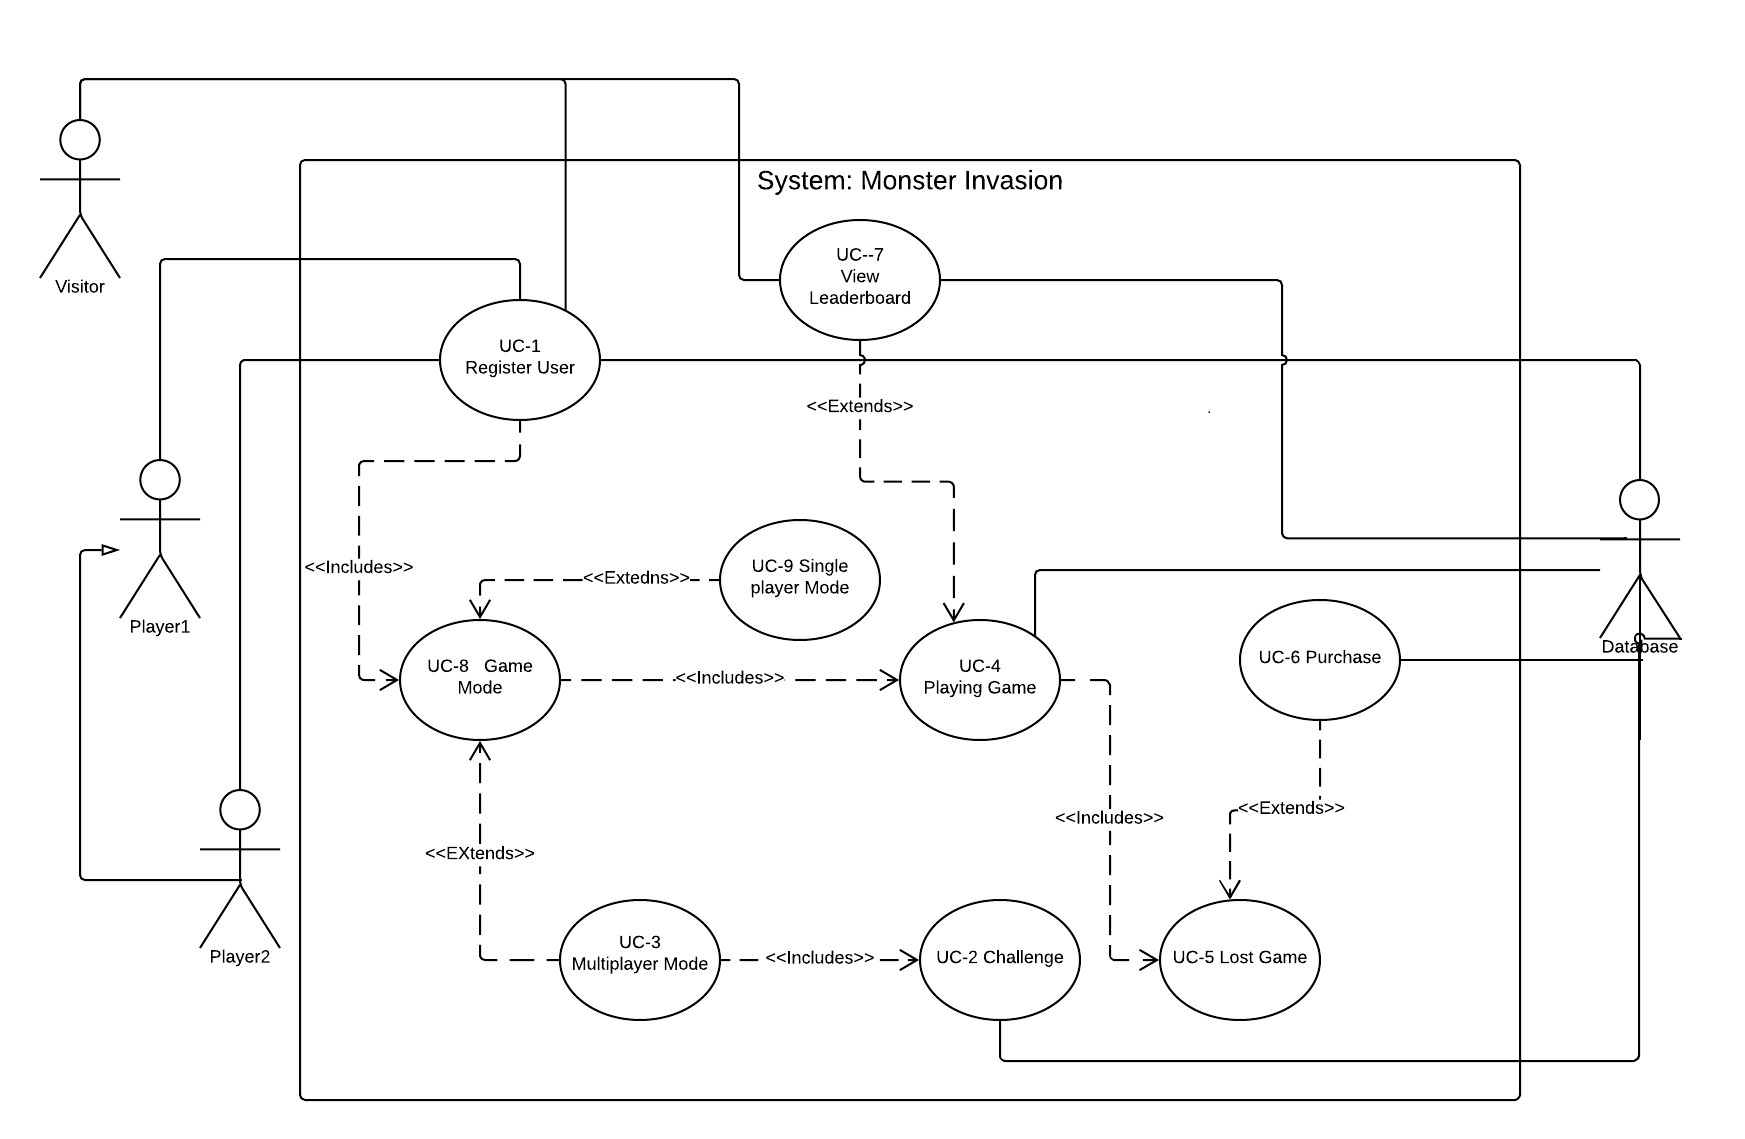 System: Monster Invasion
Visitor
UC--7
View
Leaderboard
UC-1
Register User
<<Extends>>
<<Includes>>
UC-9 Single
player Mode
<<Extedns>>
Player1
Database
UC-8   Game
Mode
<<Includes>>
UC-4
Playing Game
UC-6 Purchase
<<Extends>>
<<Includes>>
<<EXtends>>
UC-3
Multiplayer Mode
<<Includes>>
UC-2 Challenge
UC-5 Lost Game
Player2